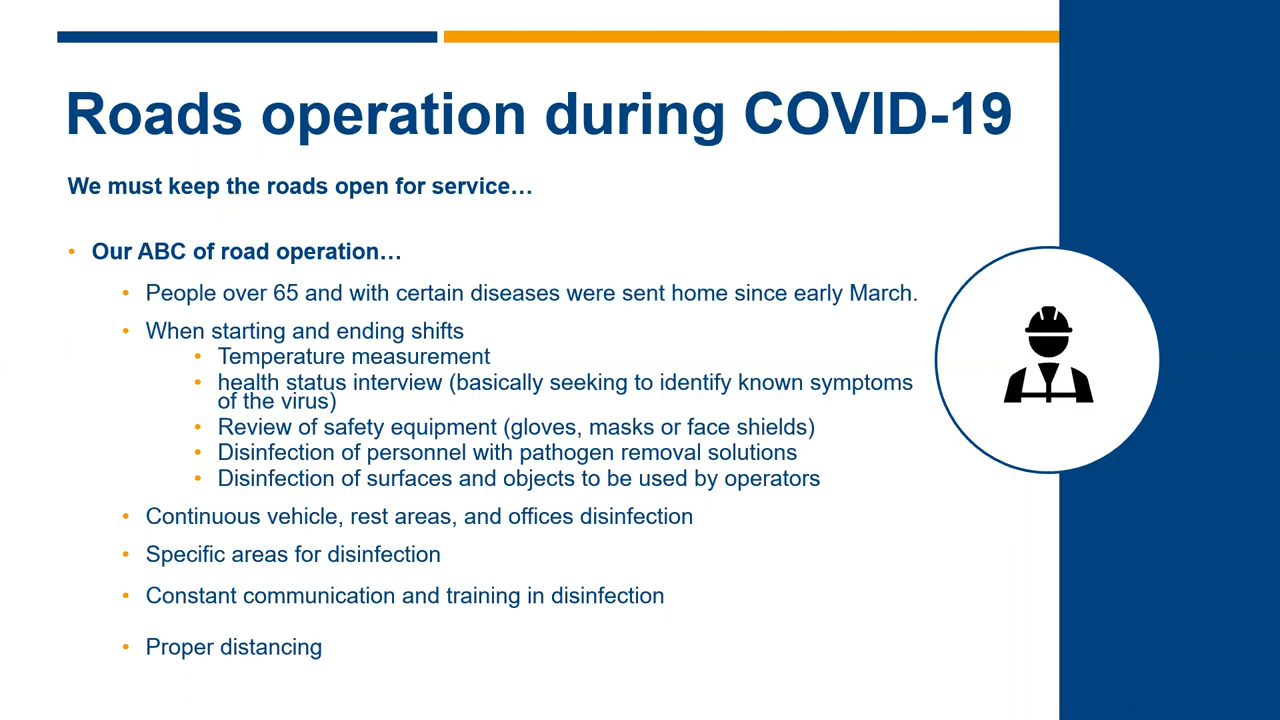 Roads operation during COVID-19
We must keep the roads open for service…
• Our ABC of road operation…
• People over 65 and with certain diseases were sent home since early March.
• When starting and ending shifts
• Temperature measurement
• health status interview (basically seeking to identify known symptoms
of the virus)
• Review of safety equipment (gloves, masks or face shields)
• Disinfection of personnel with pathogen removal solutions
• Disinfection of surfaces and objects to be used by operators
• Continuous vehicle, rest areas, and offices disinfection
• Specific areas for disinfection
• Constant communication and training in disinfection
• Proper distancing